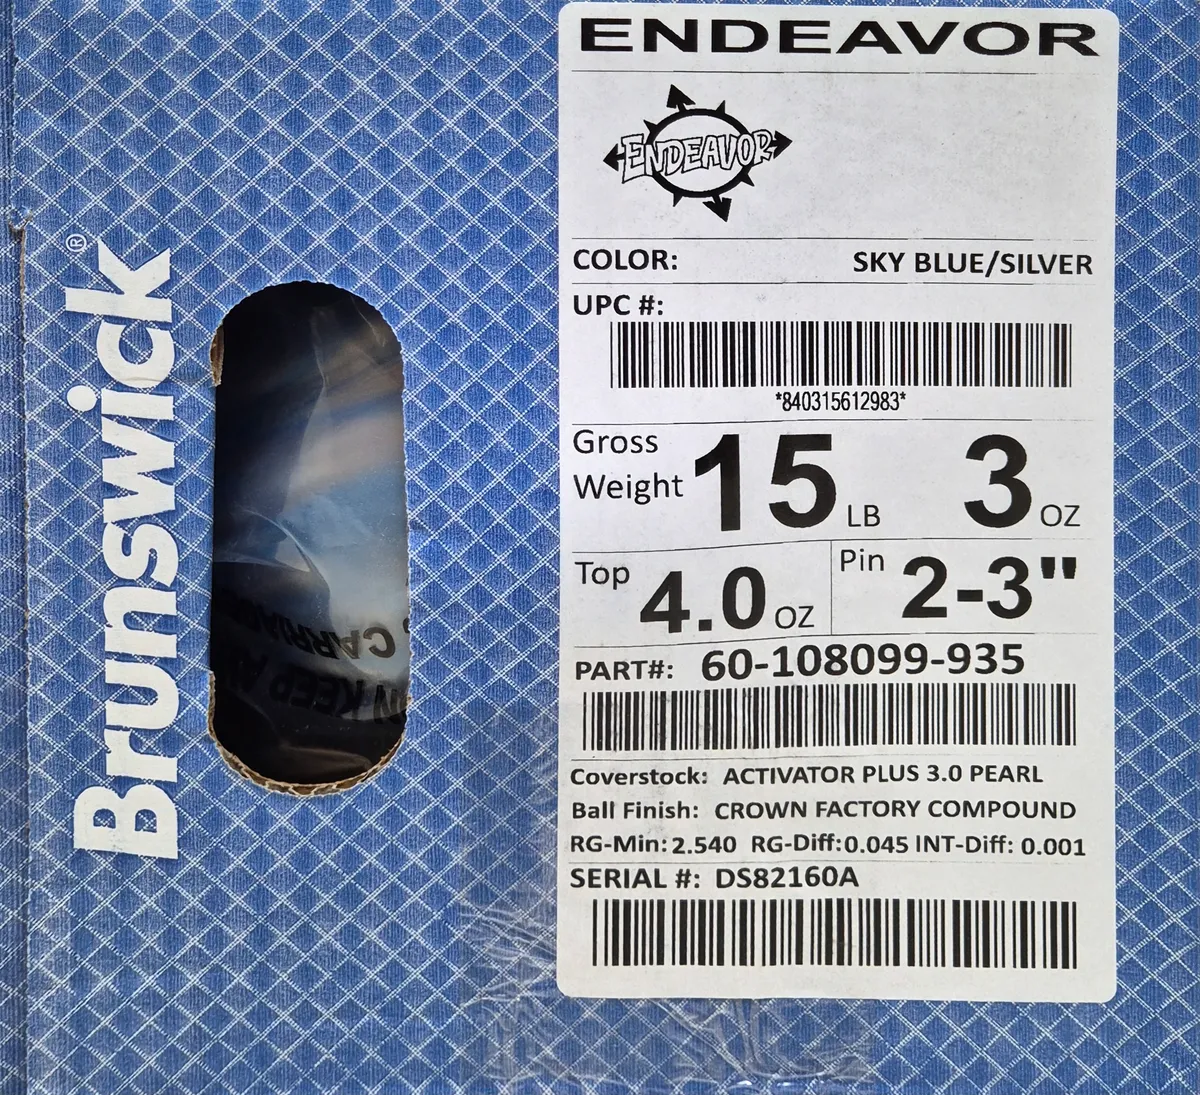 Brunswick®
ENDEAVOR
ENDEAVOR
COLOR: SKY BLUE/SILVER
UPC #:
*840315612983*
Gross Weight 15 LB 3 OZ
Top 4.0 OZ Pin 2-3"
PART#: 60-108099-935
Coverstock: ACTIVATOR PLUS 3.0 PEARL
Ball Finish: CROWN FACTORY COMPOUND
RG-Min: 2.540 RG-Diff:0.045 INT-Diff: 0.001
SERIAL #: DS82160A
KEEP